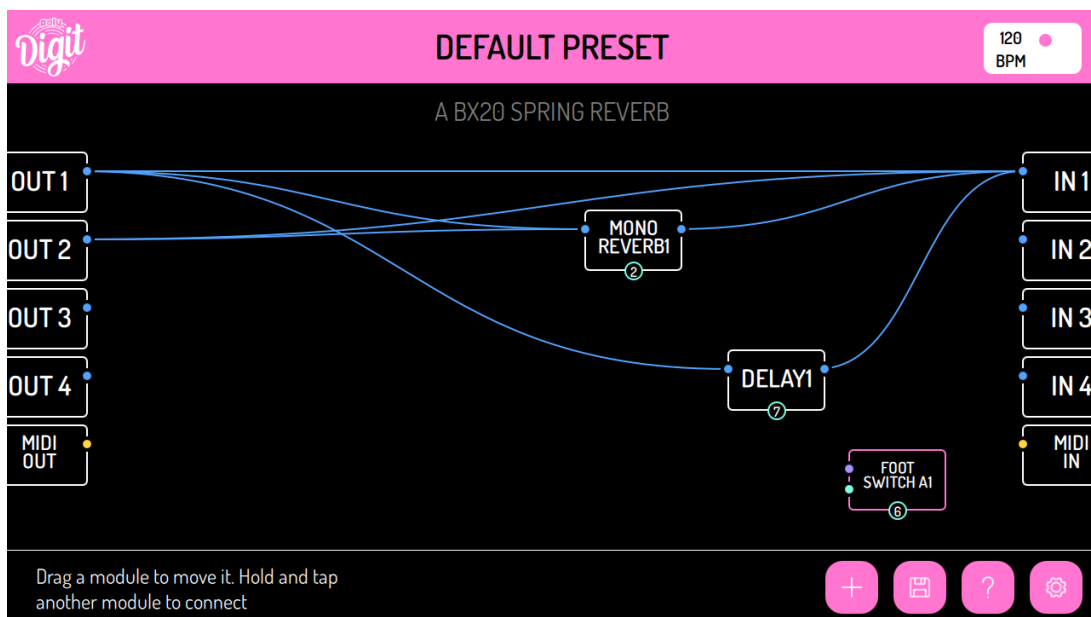 poly
Digit
DEFAULT PRESET
120
BPM
A BX20 SPRING REVERB
OUT 1
IN 1
MONO
REVERB1
2
OUT 2
IN 2
OUT 3
IN 3
OUT 4
DELAY1
7
IN 4
MIDI
OUT
MIDI
IN
FOOT
SWITCH A1
6
Drag a module to move it. Hold and tap
another module to connect
+
?